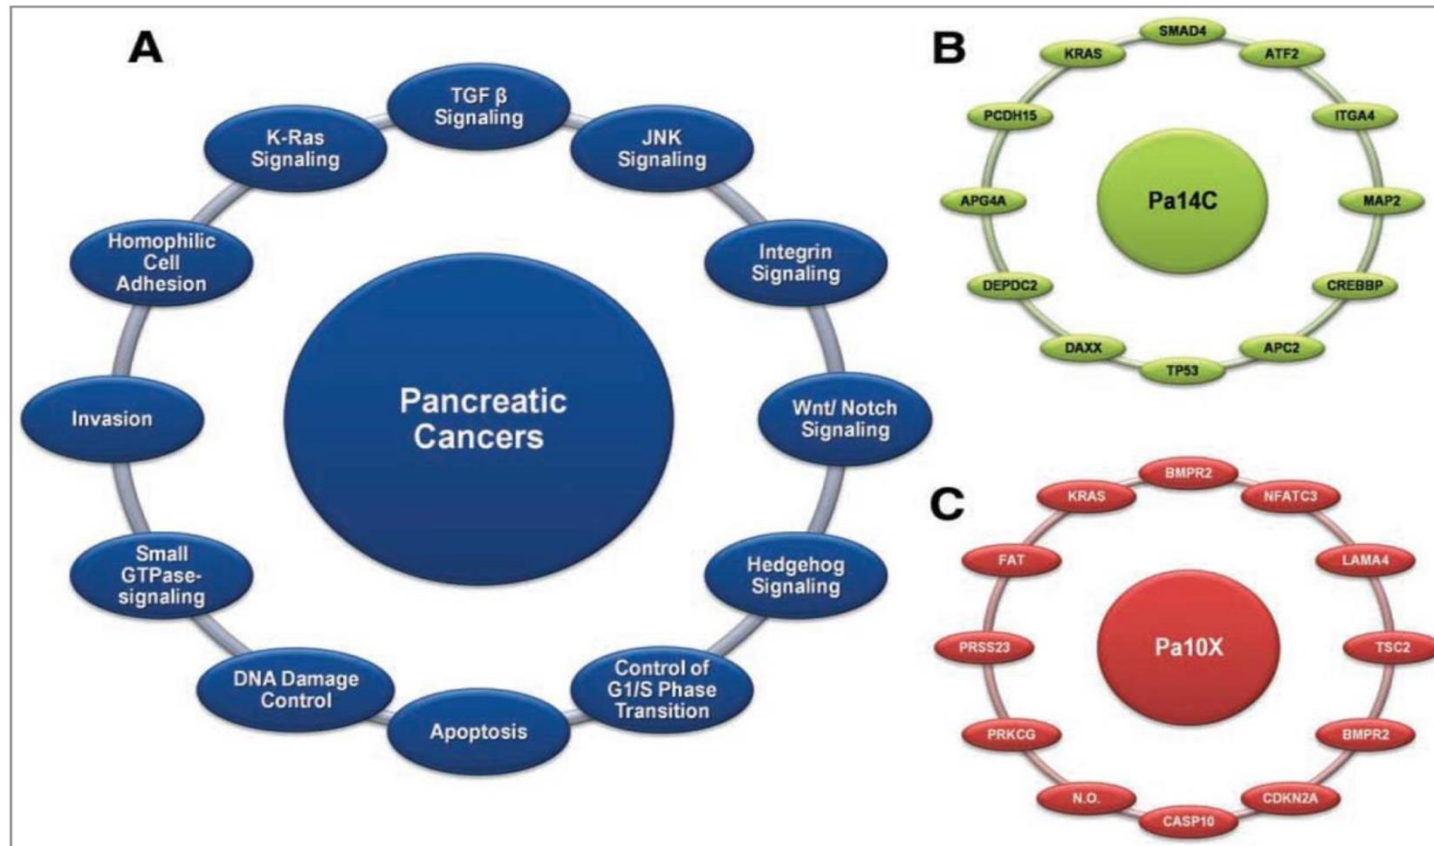 A
Pancreatic
Cancers
TGF β
Signaling
JNK
Signaling
Integrin
Signaling
Wnt/ Notch
Signaling
Hedgehog
Signaling
Control of
G1/S Phase
Transition
Apoptosis
DNA Damage
Control
Small
GTPase-
signaling
Invasion
Homophilic
Cell
Adhesion
K-Ras
Signaling
B
Pa14C
SMAD4
ATF2
ITGA4
MAP2
CREBBP
APC2
TP53
DAXX
DEPDC2
APG4A
PCDH15
KRAS
C
Pa10X
BMPR2
NFATC3
LAMA4
TSC2
BMPR2
CDKN2A
CASP10
N.O.
PRKCG
PRSS23
FAT
KRAS